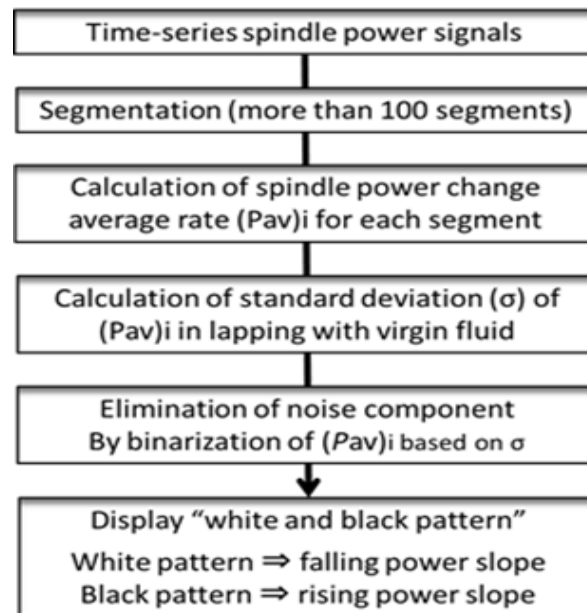 Time-series spindle power signals
Segmentation (more than 100 segments)
Calculation of spindle power change
average rate (Pav)i for each segment
Calculation of standard deviation (σ) of
(Pav)i in lapping with virgin fluid
Elimination of noise component
By binarization of (Pav)i based on σ
Display “white and black pattern”
White pattern ⇒ falling power slope
Black pattern ⇒ rising power slope